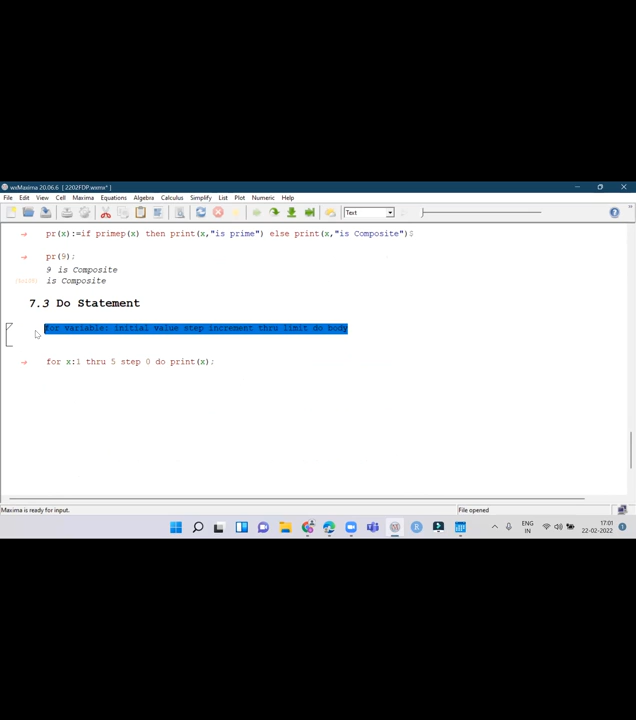 wxMaxima 20.06.6 [ 2202FDP.wxmx* ]
File Edit View Cell Maxima Equations Algebra Calculus Simplify List Plot Numeric Help
Text
pr(x):=if primep(x) then print(x,"is prime") else print(x,"is Composite")$
pr(9);
9 is Composite
is Composite
7.3 Do Statement
for variable: initial value step increment thru limit do body
for x:1 thru 5 step 0 do print(x);
Maxima is ready for input. File opened
ENG 17:01
IN 22-02-2022